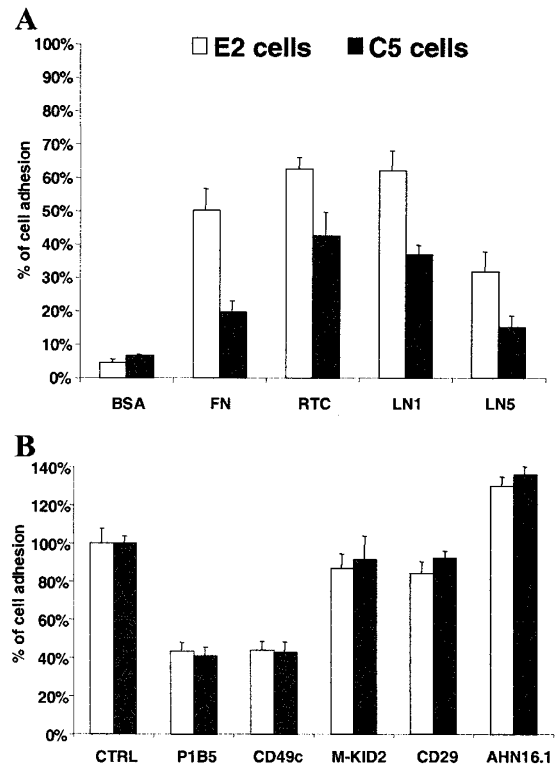 A
E2 cells C5 cells
100%
90%
80%
70%
60%
50%
40%
30%
20%
10%
0%
% of cell adhesion
BSA FN RTC LN1 LN5
B
140%
120%
100%
80%
60%
40%
20%
0%
% of cell adhesion
CTRL P1B5 CD49c M-KID2 CD29 AHN16.1